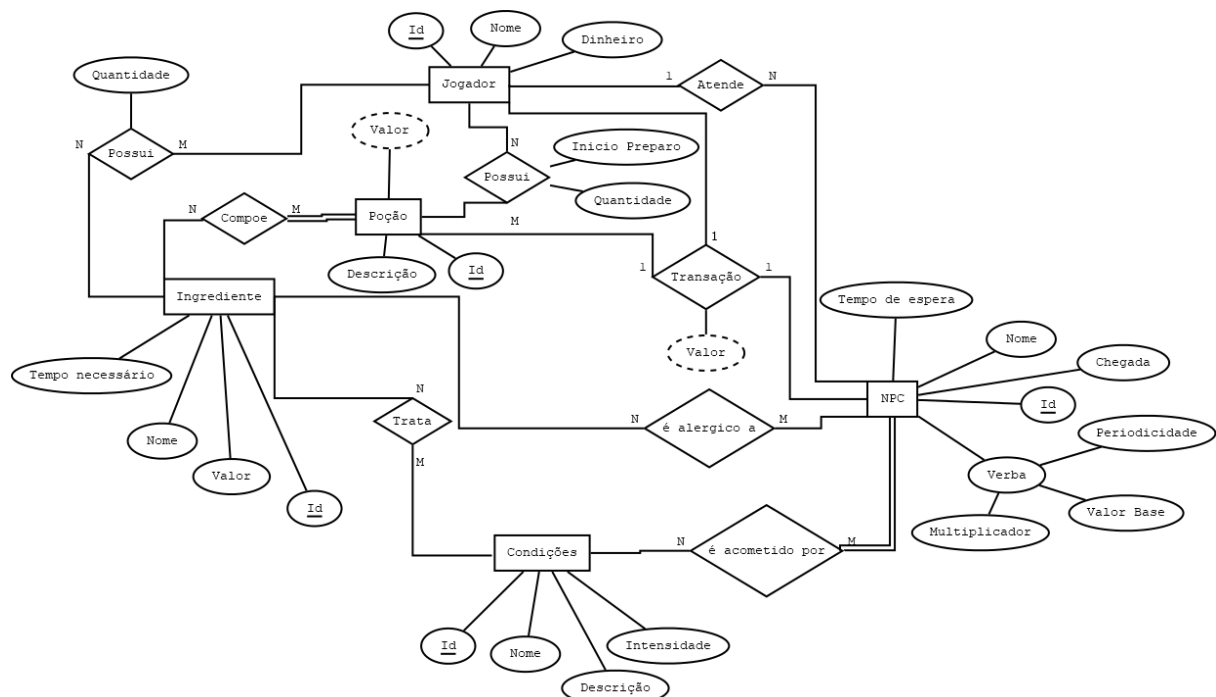 Id
Nome
Dinheiro
Quantidade
Jogador
1
Atende
N
Valor
N
Possui
M
N
Possui
Inicio Preparo
Quantidade
N
Compoe
M
Poção
M
1
Descrição
Id
1
Transação
1
Ingrediente
Tempo de espera
Valor
Nome
Chegada
Tempo necessário
N
NPC
Id
Trata
N
é alergico a
M
Nome
Periodicidade
Valor
M
Verba
Id
Valor Base
Multiplicador
Condições
N
é acometido por
M
Id
Nome
Intensidade
Descrição